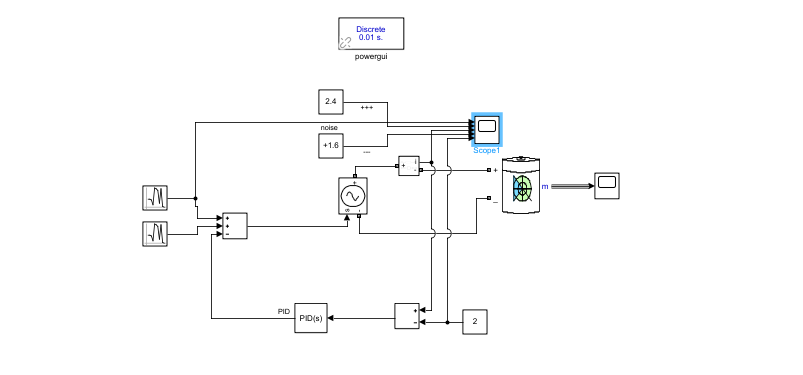 Discrete
0.01 s.
powergui
2.4
+++
noise
+1.6
---
Scope1
+
m
_
+
i
+
-
+
-
s
+
+
-
PID
PID(s)
+
-
2